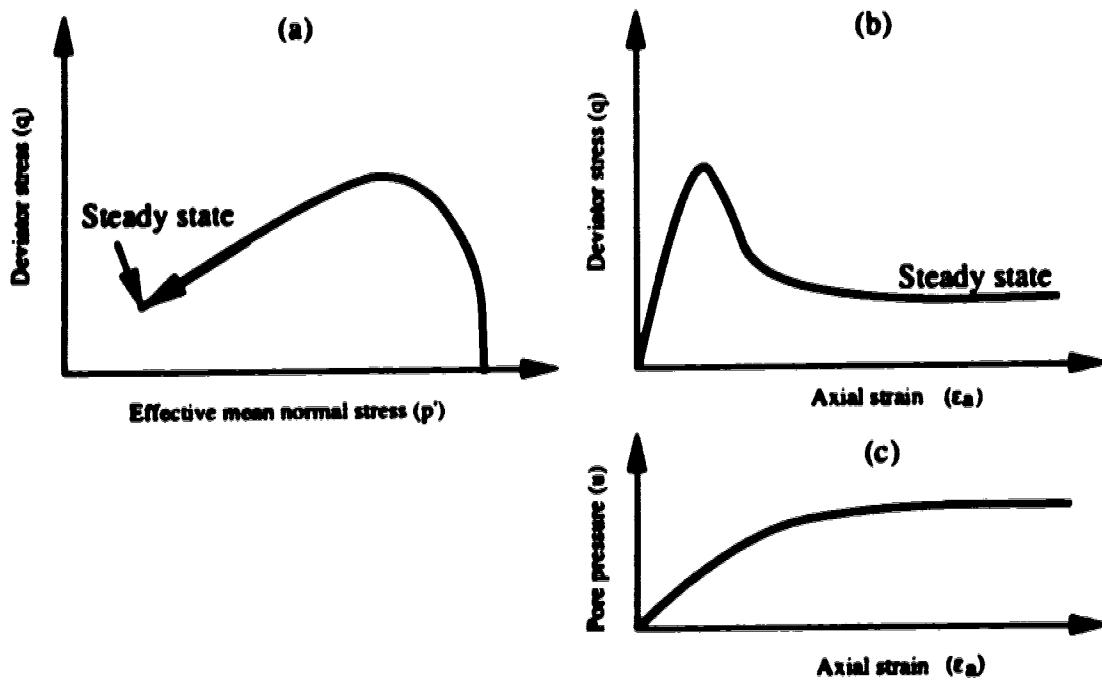 (a)
Deviator stress (q)
Steady state
Effective mean normal stress (p')
(b)
Deviator stress (q)
Steady state
Axial strain (εa)
(c)
Pore pressure (u)
Axial strain (εa)